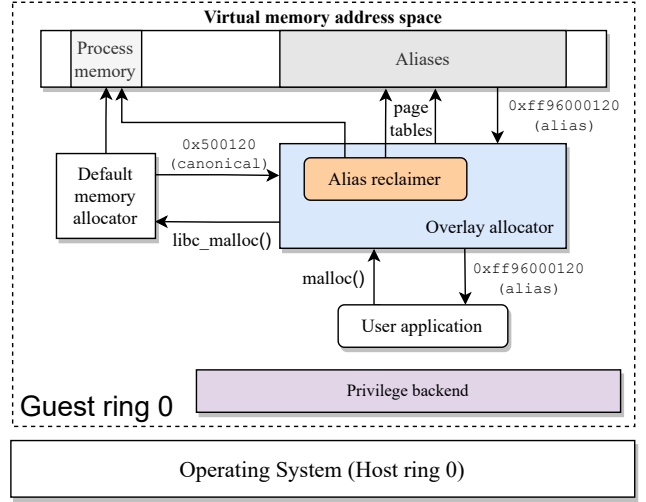 Virtual memory address space
Process
memory
Aliases
page
tables
0xff96000120
(alias)
0x500120
(canonical)
Default
memory
allocator
Alias reclaimer
Overlay allocator
libc_malloc()
malloc()
0xff96000120
(alias)
User application
Privilege backend
Guest ring 0
Operating System (Host ring 0)